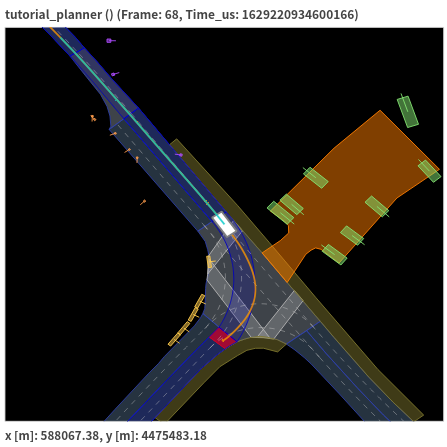 tutorial_planner () (Frame: 68, Time_us: 1629220934600166)
x [m]: 588067.38, y [m]: 4475483.18